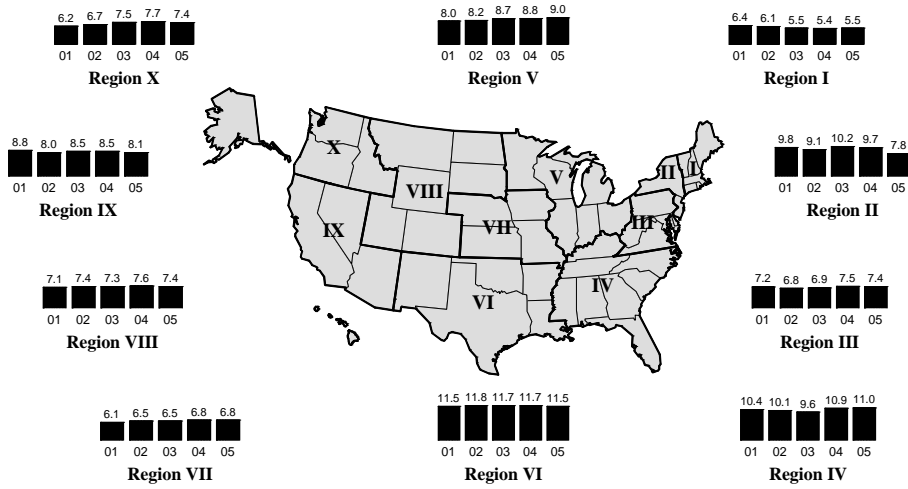 6.2 6.7 7.5 7.7 7.4
01 02 03 04 05
Region X
8.0 8.2 8.7 8.8 9.0
01 02 03 04 05
Region V
6.4 6.1 5.5 5.4 5.5
01 02 03 04 05
Region I
8.8 8.0 8.5 8.5 8.1
01 02 03 04 05
Region IX
9.8 9.1 10.2 9.7 7.8
01 02 03 04 05
Region II
X
VIII
IX
VII
V
II
I
III
VI
IV
7.1 7.4 7.3 7.6 7.4
01 02 03 04 05
Region VIII
7.2 6.8 6.9 7.5 7.4
01 02 03 04 05
Region III
6.1 6.5 6.5 6.8 6.8
01 02 03 04 05
Region VII
11.5 11.8 11.7 11.7 11.5
01 02 03 04 05
Region VI
10.4 10.1 9.6 10.9 11.0
01 02 03 04 05
Region IV